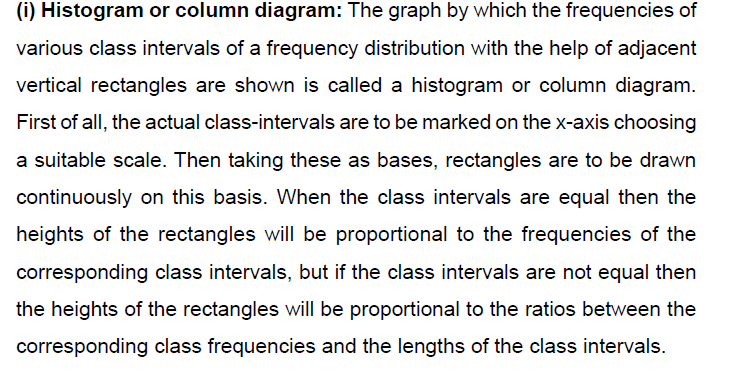 (i) Histogram or column diagram: The graph by which the frequencies of
various class intervals of a frequency distribution with the help of adjacent
vertical rectangles are shown is called a histogram or column diagram.
First of all, the actual class-intervals are to be marked on the x-axis choosing
a suitable scale. Then taking these as bases, rectangles are to be drawn
continuously on this basis. When the class intervals are equal then the
heights of the rectangles will be proportional to the frequencies of the
corresponding class intervals, but if the class intervals are not equal then
the heights of the rectangles will be proportional to the ratios between the
corresponding class frequencies and the lengths of the class intervals.